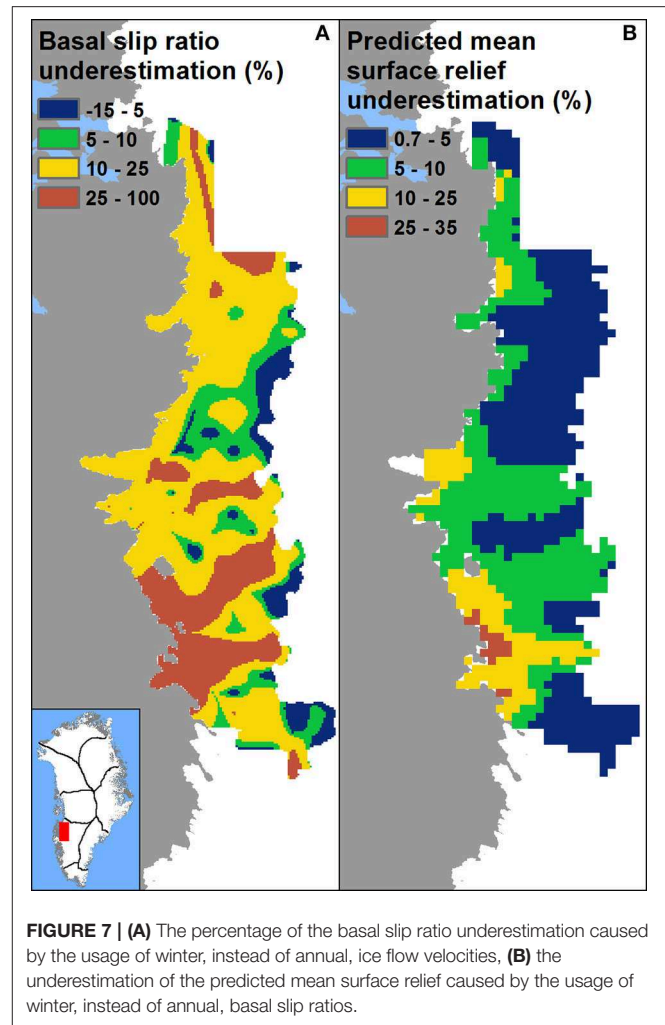 Basal slip ratio
underestimation (%)
A
-15 - 5
5 - 10
10 - 25
25 - 100
Predicted mean
surface relief
underestimation (%)
B
0.7 - 5
5 - 10
10 - 25
25 - 35
FIGURE 7 | (A) The percentage of the basal slip ratio underestimation caused
by the usage of winter, instead of annual, ice flow velocities, (B) the
underestimation of the predicted mean surface relief caused by the usage of
winter, instead of annual, basal slip ratios.